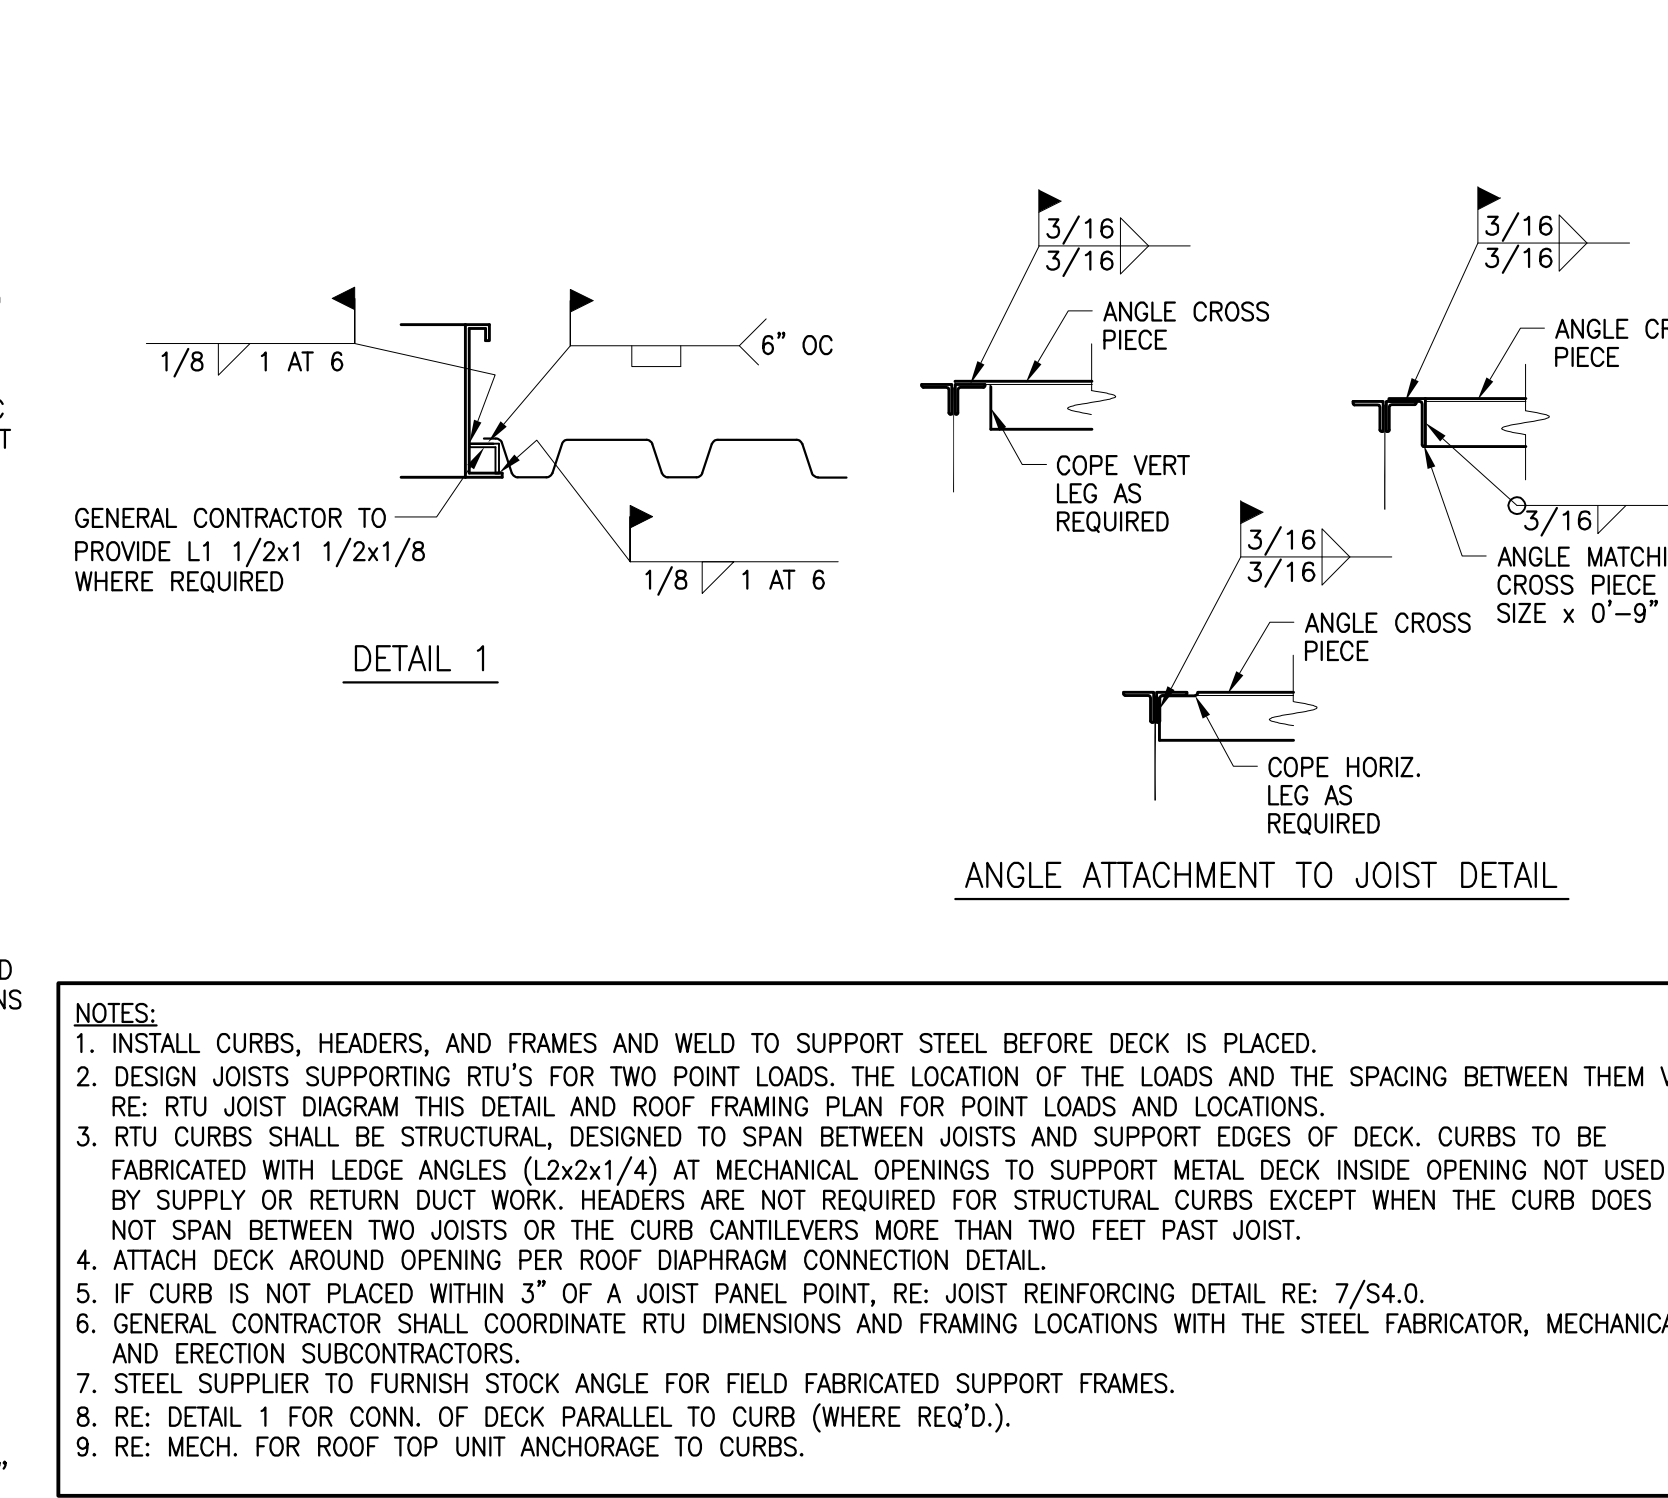 1/8 1 AT 6
6" OC
GENERAL CONTRACTOR TO
PROVIDE L1 1/2x1 1/2x1/8
WHERE REQUIRED
1/8 1 AT 6
DETAIL 1
3/16
3/16
ANGLE CROSS
PIECE
COPE VERT
LEG AS
REQUIRED
3/16
3/16
PIECE
3/16
CROSS PIECE
SIZE x 0'-9"
3/16
3/16
ANGLE CROSS
PIECE
COPE HORIZ.
LEG AS
REQUIRED
ANGLE ATTACHMENT TO JOIST DETAIL
NOTES:
1. INSTALL CURBS, HEADERS, AND FRAMES AND WELD TO SUPPORT STEEL BEFORE DECK IS PLACED.
2. DESIGN JOISTS SUPPORTING RTU'S FOR TWO POINT LOADS. THE LOCATION OF THE LOADS AND THE SPACING BETWEEN THEM
RE: RTU JOIST DIAGRAM THIS DETAIL AND ROOF FRAMING PLAN FOR POINT LOADS AND LOCATIONS.
3. RTU CURBS SHALL BE STRUCTURAL, DESIGNED TO SPAN BETWEEN JOISTS AND SUPPORT EDGES OF DECK. CURBS TO BE
FABRICATED WITH LEDGE ANGLES (L2x2x1/4) AT MECHANICAL OPENINGS TO SUPPORT METAL DECK INSIDE OPENING NOT USED
BY SUPPLY OR RETURN DUCT WORK. HEADERS ARE NOT REQUIRED FOR STRUCTURAL CURBS EXCEPT WHEN THE CURB DOES
NOT SPAN BETWEEN TWO JOISTS OR THE CURB CANTILEVERS MORE THAN TWO FEET PAST JOIST.
4. ATTACH DECK AROUND OPENING PER ROOF DIAPHRAGM CONNECTION DETAIL.
5. IF CURB IS NOT PLACED WITHIN 3" OF A JOIST PANEL POINT, RE: JOIST REINFORCING DETAIL RE: 7/S4.0.
6. GENERAL CONTRACTOR SHALL COORDINATE RTU DIMENSIONS AND FRAMING LOCATIONS WITH THE STEEL FABRICATOR,
AND ERECTION SUBCONTRACTORS.
7. STEEL SUPPLIER TO FURNISH STOCK ANGLE FOR FIELD FABRICATED SUPPORT FRAMES.
8. RE: DETAIL 1 FOR CONN. OF DECK PARALLEL TO CURB (WHERE REQ'D.).
9. RE: MECH. FOR ROOF TOP UNIT ANCHORAGE TO CURBS.